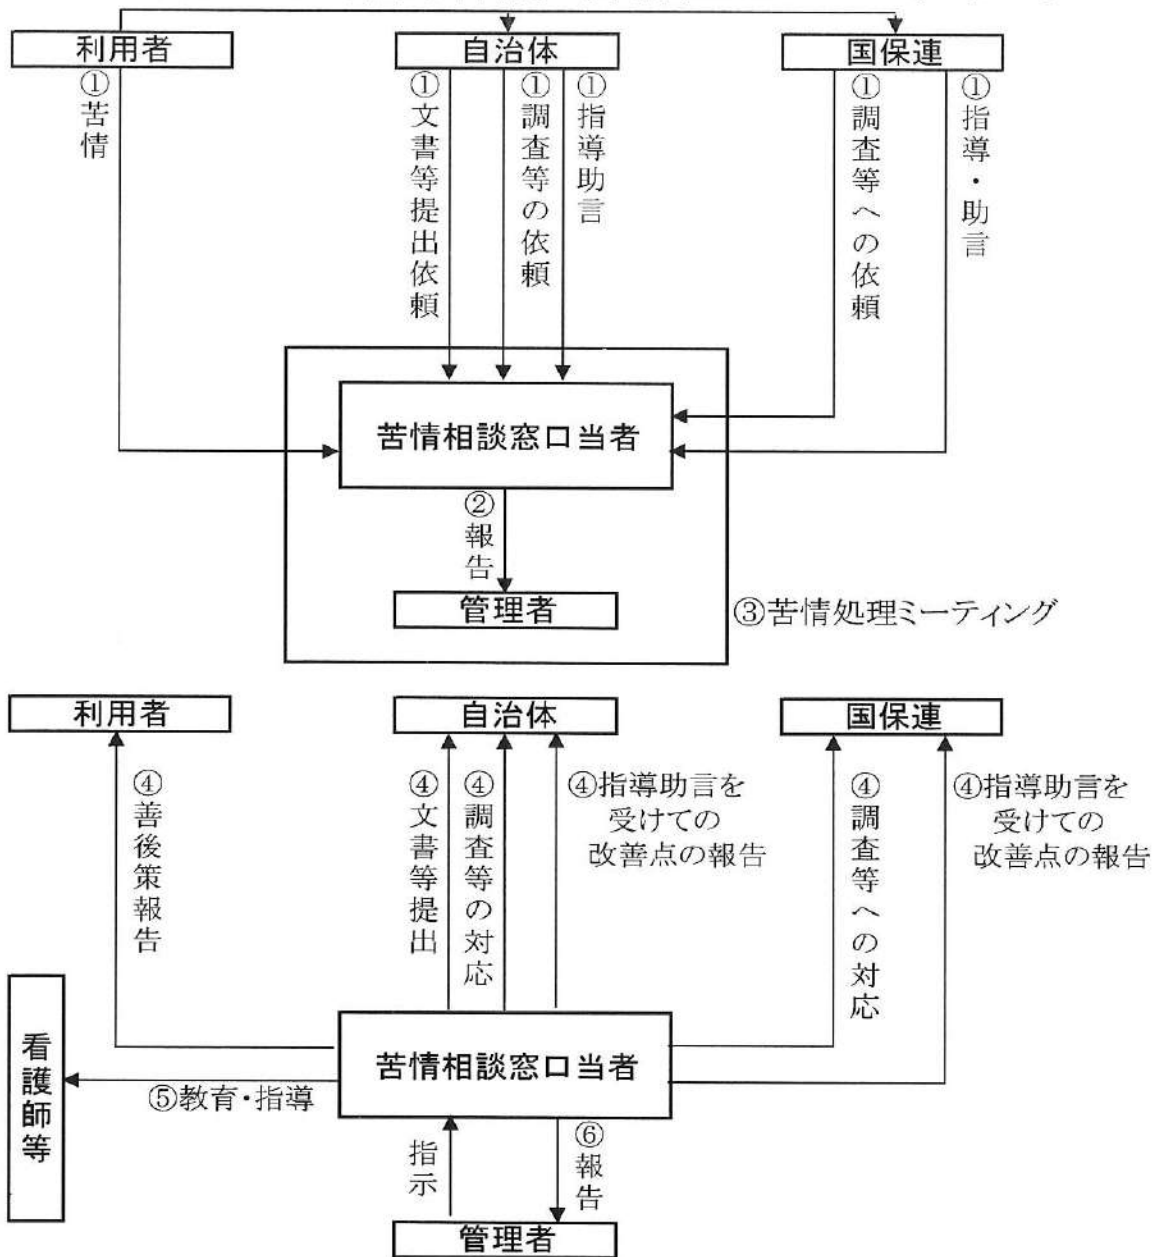 利用者
自治体
国保連
①苦情
①文書等提出依頼
①調査等の依頼
①指導助言
①調査等への依頼
①指導・助言
苦情相談窓口当者
②報告
管理者
③苦情処理ミーティング
利用者
自治体
国保連
④善後策報告
④文書等提出
④調査等の対応
④指導助言を
受けての
改善点の報告
④調査等への対応
④指導助言を
受けての
改善点の報告
看護師等
苦情相談窓口当者
⑤教育・指導
指示
⑥報告
管理者